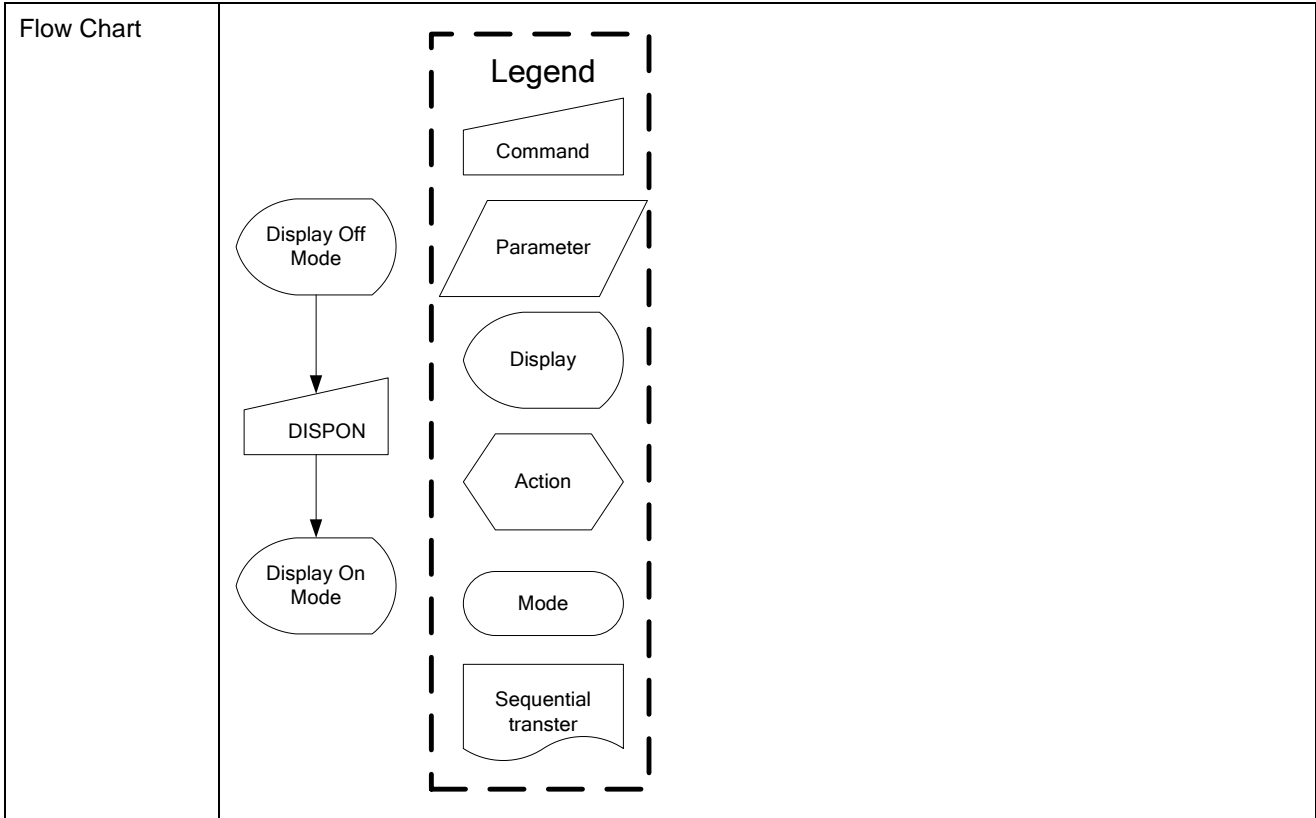 Flow Chart
Display Off
Mode
DISPON
Display On
Mode
Legend
Command
Parameter
Display
Action
Mode
Sequential
transter